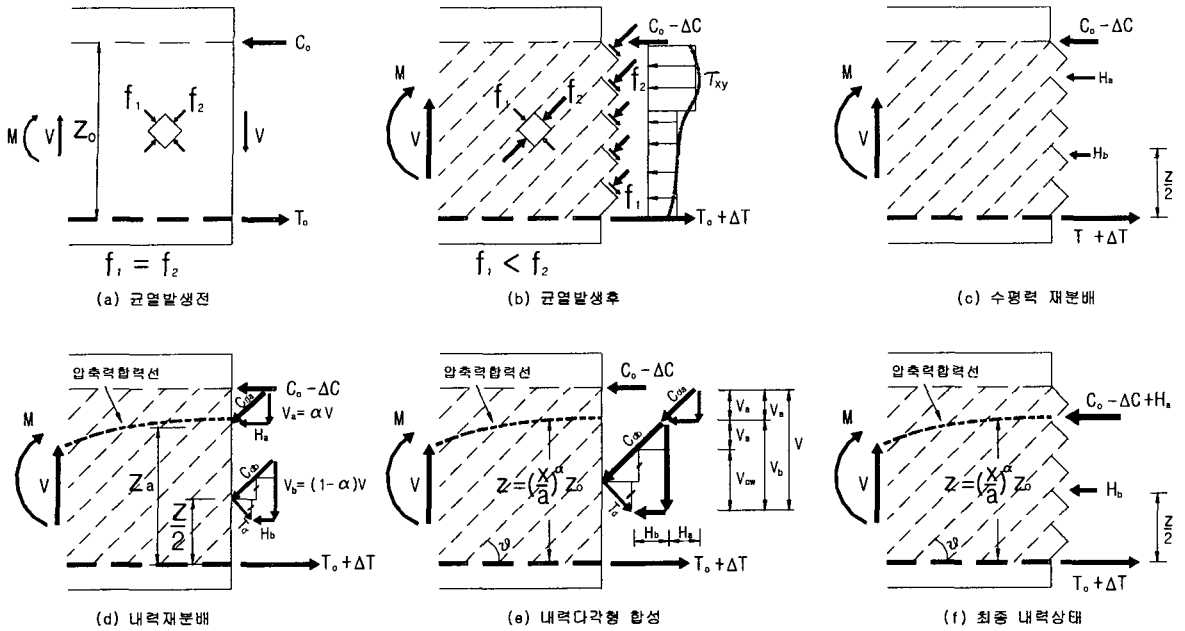 C₀
f₁
f₂
M
V
Z₀
V
T₀
f₁ = f₂
(a) 균열발생전
C₀ − ΔC
f₂
τxy
M
V
f₁
f₂
f₁
T₀ + ΔT
f₁ < f₂
(b) 균열발생후
C₀ − ΔC
M
V
Hₐ
H_b
Z/2
T + ΔT
(c) 수평력 재분배
압축력합력선
C₀ − ΔC
C_da
Vₐ = αV
M
Hₐ
V
Zₐ
C_db
V_b = (1−α)V
Z/2
T_d
H_b
T₀ + ΔT
(d) 내력재분배
압축력합력선
C₀ − ΔC
C_da
Vₐ
Vₐ
M
C_db
Vₐ
V
V
V_b
z=(x/a)^α z₀
V_cw
T_d
H_b
Hₐ
ϑ
T₀ + ΔT
(e) 내력다각형 합성
압축력합력선
C₀ − ΔC + Hₐ
M
V
z=(x/a)^α z₀
H_b
Z/2
ϑ
T₀ + ΔT
(f) 최종 내력상태